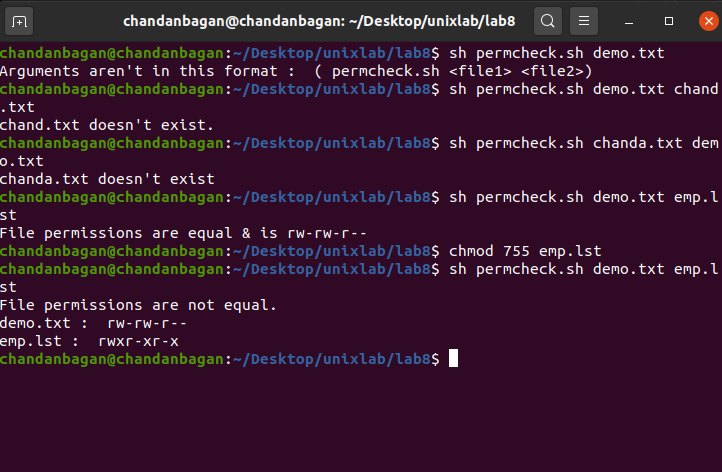 chandanbagan@chandanbagan: ~/Desktop/unixlab/lab8
chandanbagan@chandanbagan:~/Desktop/unixlab/lab8$ sh permcheck.sh demo.txt
Arguments aren't in this format :  ( permcheck.sh <file1> <file2>)
chandanbagan@chandanbagan:~/Desktop/unixlab/lab8$ sh permcheck.sh demo.txt chand
.txt
chand.txt doesn't exist.
chandanbagan@chandanbagan:~/Desktop/unixlab/lab8$ sh permcheck.sh chanda.txt dem
o.txt
chanda.txt doesn't exist
chandanbagan@chandanbagan:~/Desktop/unixlab/lab8$ sh permcheck.sh demo.txt emp.l
st
File permissions are equal & is rw-rw-r--
chandanbagan@chandanbagan:~/Desktop/unixlab/lab8$ chmod 755 emp.lst
chandanbagan@chandanbagan:~/Desktop/unixlab/lab8$ sh permcheck.sh demo.txt emp.l
st
File permissions are not equal.
demo.txt :  rw-rw-r--
emp.lst :  rwxr-xr-x
chandanbagan@chandanbagan:~/Desktop/unixlab/lab8$